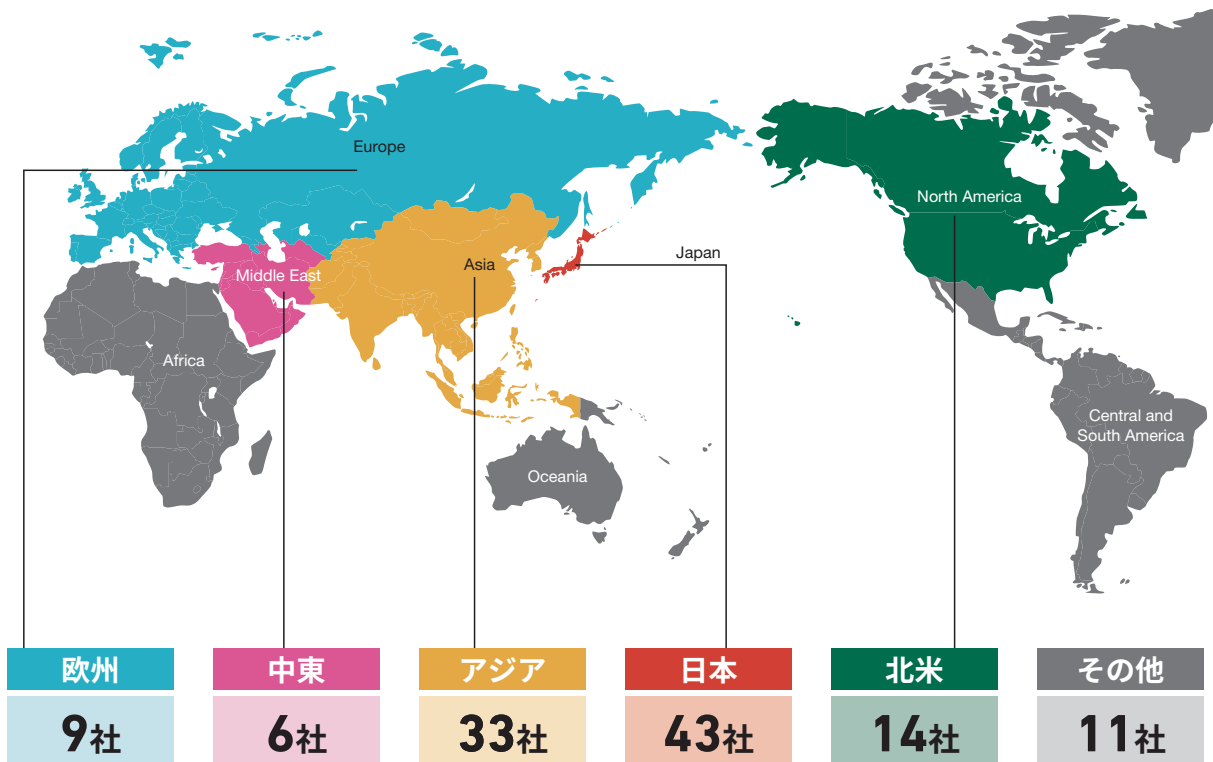 Europe
North America
Japan
Asia
Middle East
Africa
Central and
South America
Oceania
欧州
中東
アジア
日本
北米
その他
9社
6社
33社
43社
14社
11社